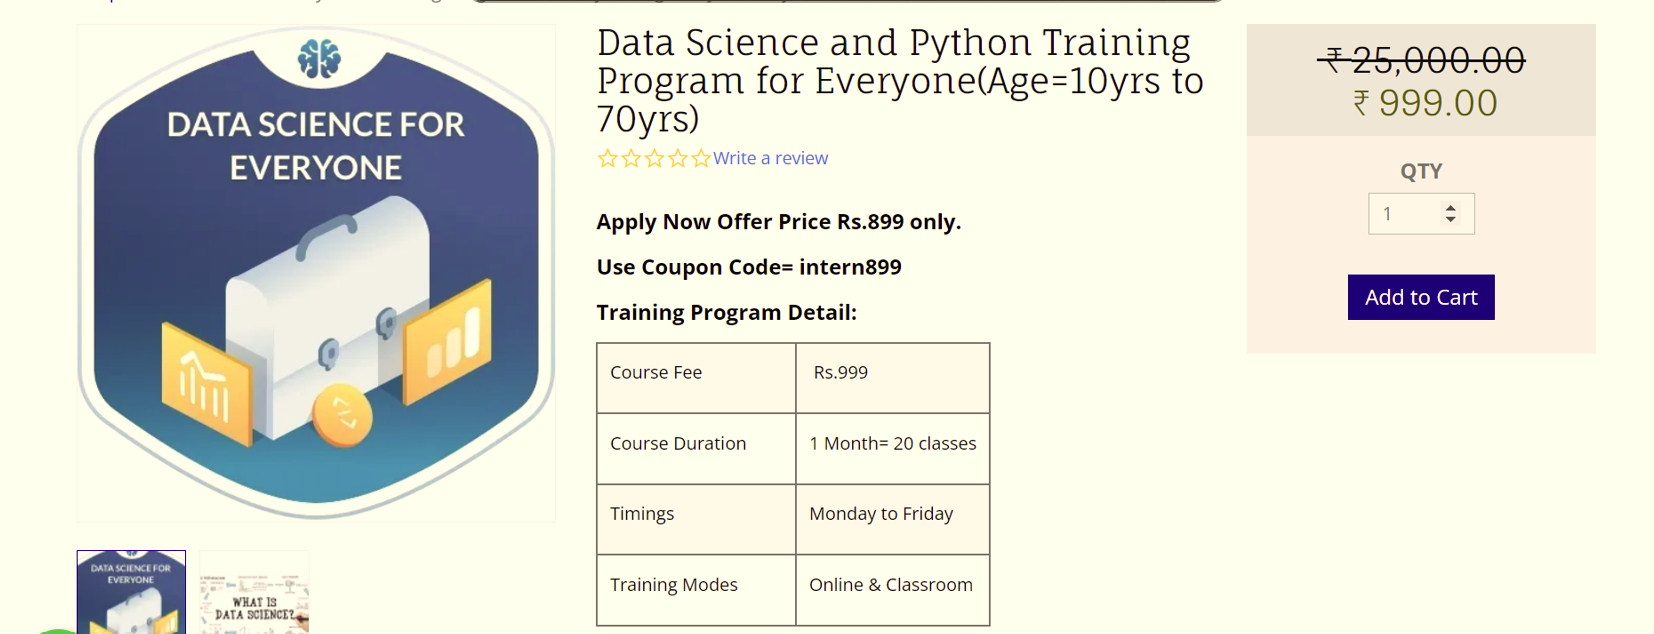 DATA SCIENCE FOR
EVERYONE
DATA SCIENCE FOR
EVERYONE
WHAT IS
DATA SCIENCE?
Data Science and Python Training
Program for Everyone(Age=10yrs to
70yrs)
Write a review
Apply Now Offer Price Rs.899 only.
Use Coupon Code= intern899
Training Program Detail:
Course Fee Rs.999
Course Duration 1 Month= 20 classes
Timings Monday to Friday
Training Modes Online & Classroom
₹ 25,000.00
₹ 999.00
QTY
1
Add to Cart